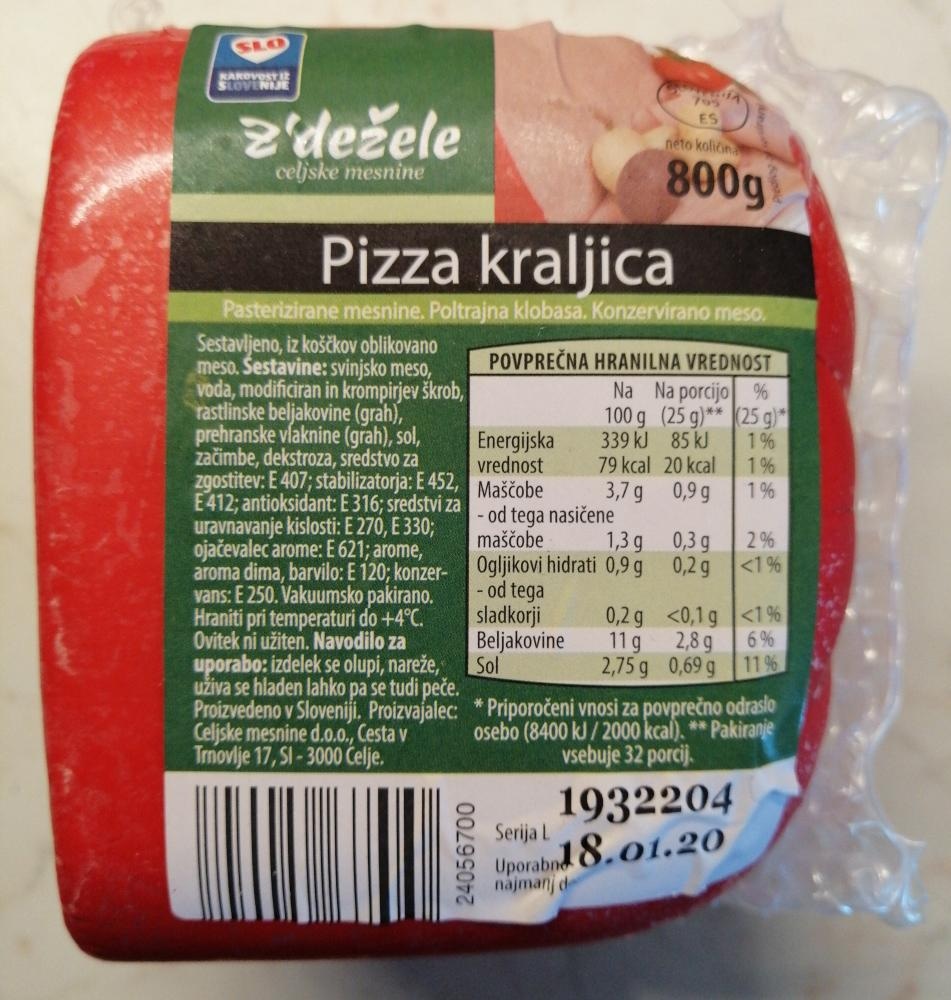 SLO
KAKOVOST IZ
SLOVENIJE
z'dežele
celjske mesnine
795
ES
neto količina
800g
Pizza kraljica
Pasterizirane mesnine. Poltrajna klobasa. Konzervirano meso.
Sestavljeno, iz koščkov oblikovano
meso. Sestavine: svinjsko meso,
voda, modificiran in krompirjev škrob,
rastlinske beljakovine (grah),
prehranske vlaknine (grah), sol,
začimbe, dekstroza, sredstvo za
zgostitev: E 407; stabilizatorja: E 452,
E 412; antioksidant: E 316; sredstvi za
uravnavanje kislosti: E 270, E 330;
ojačevalec arome: E 621; arome,
aroma dima, barvilo: E 120; konzer-
vans: E 250. Vakuumsko pakirano.
Hraniti pri temperaturi do +4°C.
Ovitek ni užiten. Navodilo za
uporabo: izdelek se olupi, nareže,
uživa se hladen lahko pa se tudi peče.
Proizvedeno v Sloveniji. Proizvajalec:
Celjske mesnine d.o.o., Cesta v
Trnovlje 17, SI - 3000 Celje.
POVPREČNA HRANILNA VREDNOST
Na Na porcijo %
100 g (25 g)** (25 g)*
Energijska 339 kJ 85 kJ 1 %
vrednost 79 kcal 20 kcal 1 %
Maščobe 3,7 g 0,9 g 1 %
- od tega nasičene
maščobe 1,3 g 0,3 g 2 %
Ogljikovi hidrati 0,9 g 0,2 g <1 %
- od tega
sladkorji 0,2 g <0,1 g <1 %
Beljakovine 11 g 2,8 g 6 %
Sol 2,75 g 0,69 g 11 %
* Priporočeni vnosi za povprečno odraslo
osebo (8400 kJ / 2000 kcal). ** Pakiranje
vsebuje 32 porcij.
24056700
Serija L 1932204
Uporabno 18.01.20
najmanj d